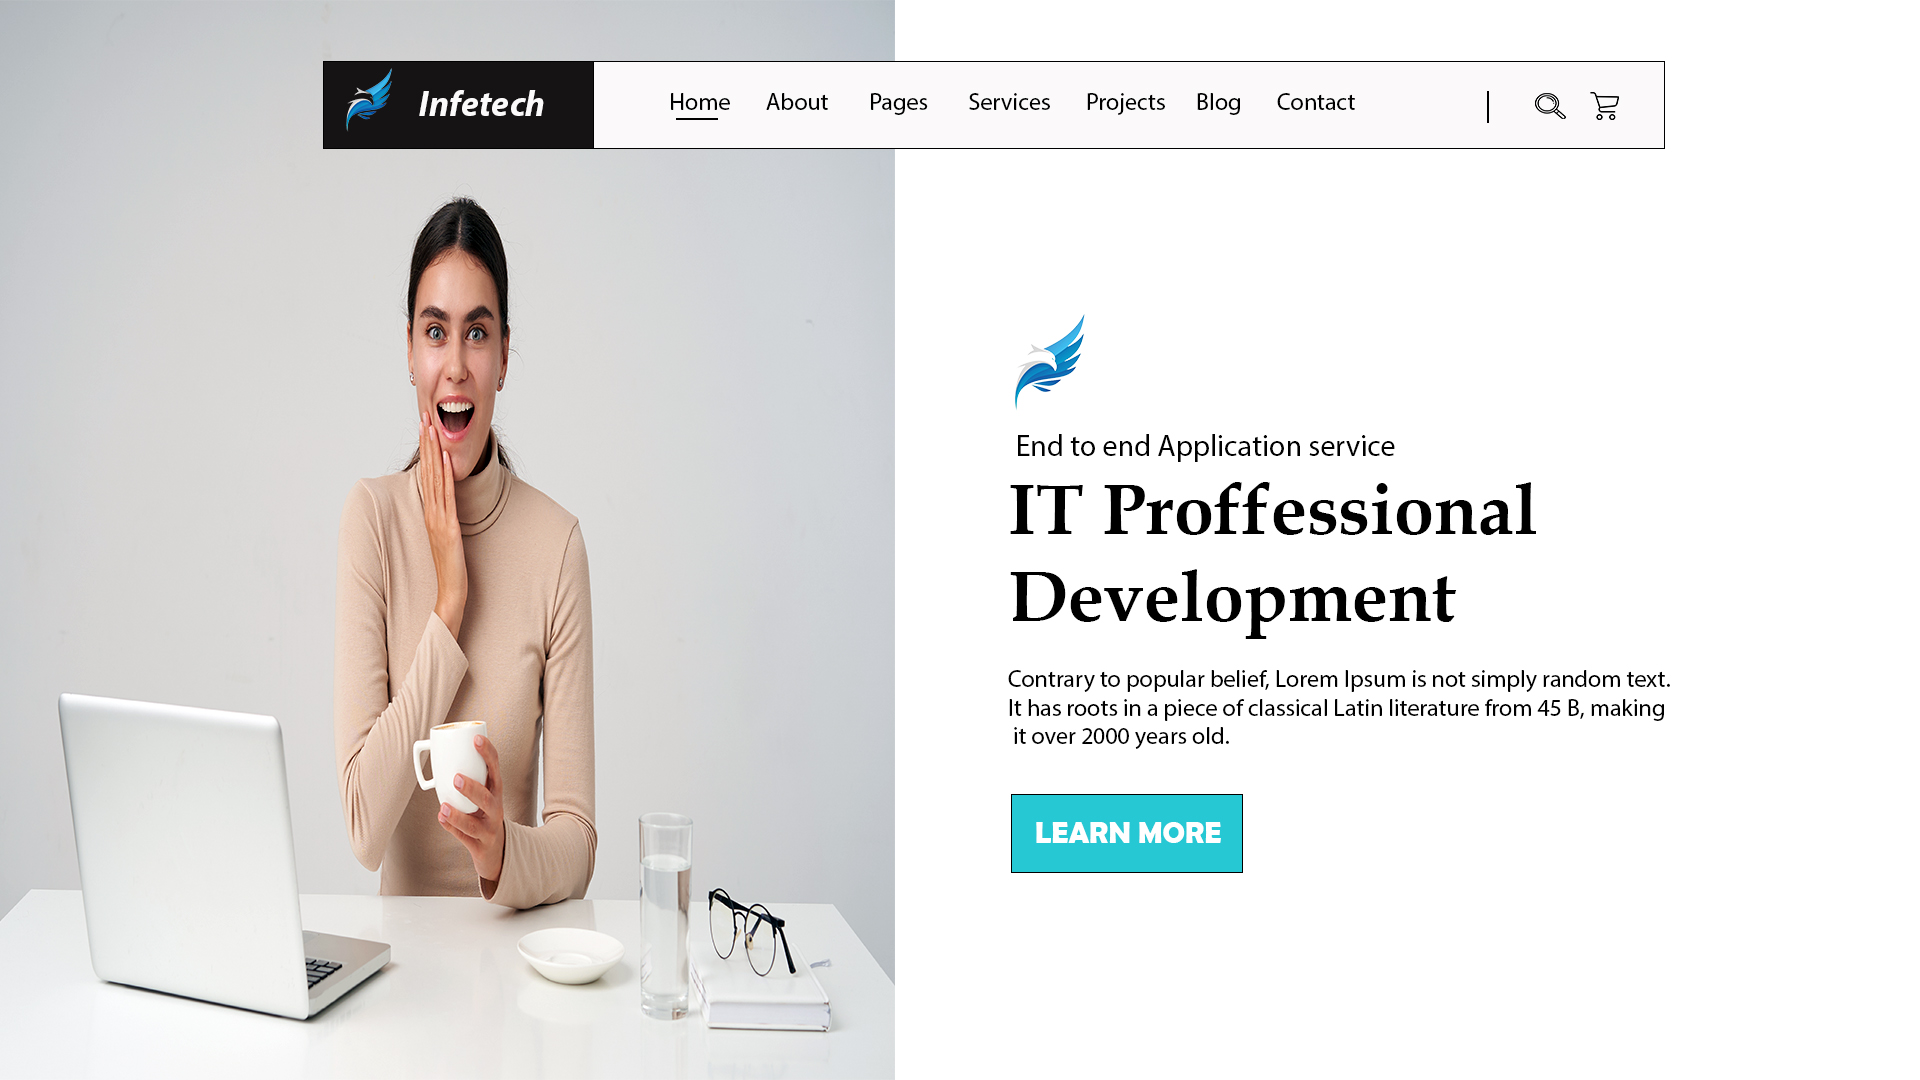 Infetech
Home About Pages Services Projects Blog Contact
End to end Application service
IT Proffessional
Development
Contrary to popular belief, Lorem Ipsum is not simply random text.
It has roots in a piece of classical Latin literature from 45 B, making
it over 2000 years old.
LEARN MORE